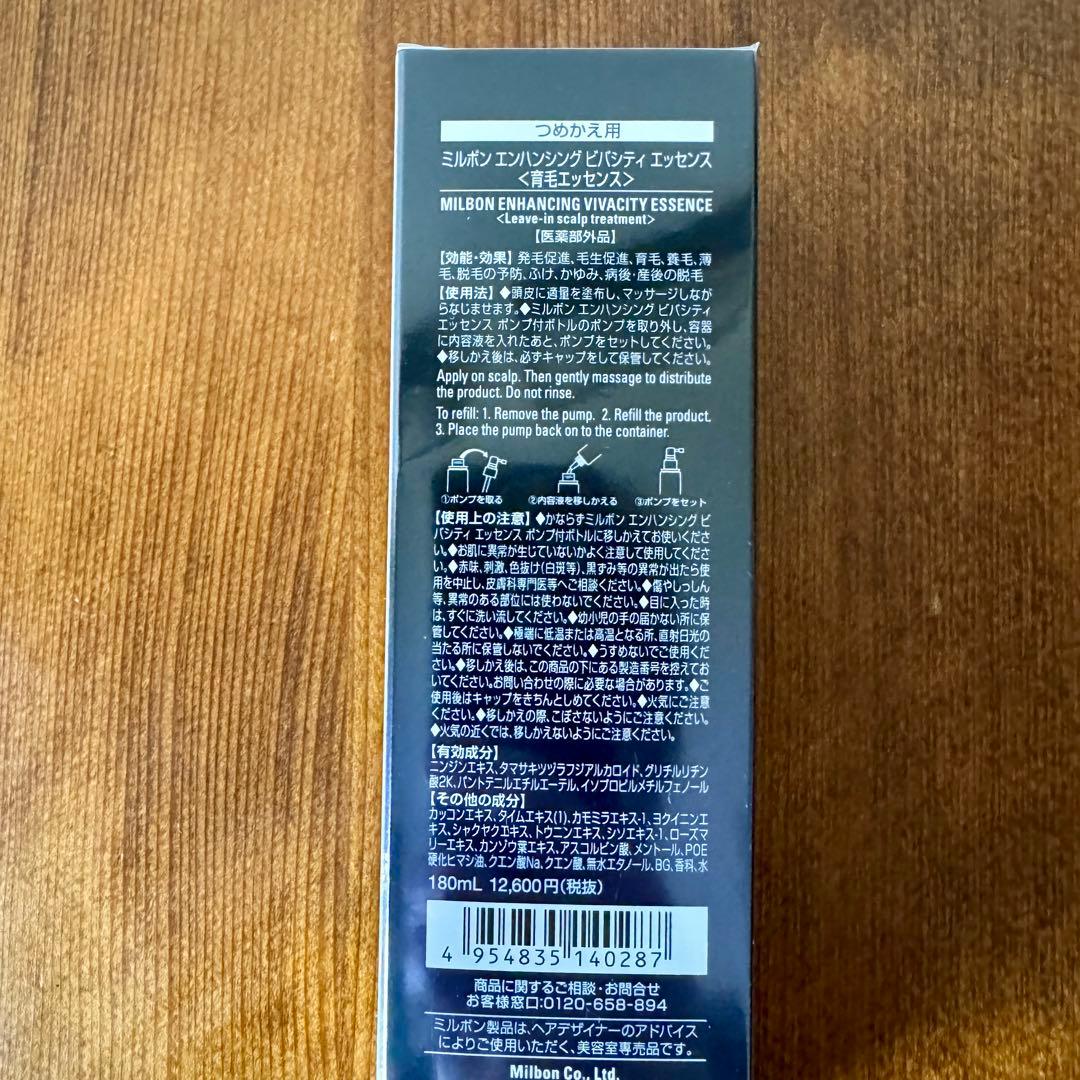 つめかえ用
ミルボン エンハンシング ビバシティ エッセンス
<育毛エッセンス>
MILBON ENHANCING VIVACITY ESSENCE
<Leave-in scalp treatment>
【医薬部外品】
【効能・効果】発毛促進、毛生促進、育毛、養毛、薄
毛、脱毛の予防、ふけ、かゆみ、病後・産後の脱毛
【使用法】◆頭皮に適量を塗布し、マッサージしなが
らなじませます。◆ミルボン エンハンシング ビバシティ
エッセンス ポンプ付ボトルのポンプを取り外し、容器
に内容液を入れたあと、ポンプをセットしてください。
◆移しかえ後は、必ずキャップをして保管してください。
Apply on scalp. Then gently massage to distribute
the product. Do not rinse.
To refill: 1. Remove the pump. 2. Refill the product.
3. Place the pump back on to the container.
①ポンプを取る ②内容液を移しかえる ③ポンプをセット
【使用上の注意】◆かならずミルボン エンハンシング ビ
バシティ エッセンス ポンプ付ボトルに移しかえてお使いくださ
い。◆お肌に異常が生じていないかよく注意して使用してくださ
い。◆赤味、刺激、色抜け(白斑等)、黒ずみ等の異常が出たら使
用を中止し、皮膚科専門医等へご相談ください。◆傷やしっしん
等、異常のある部位には使わないでください。◆目に入った時
は、すぐに洗い流してください。◆幼小児の手の届かない所に保
管してください。◆極端に低温または高温となる所、直射日光の
当たる所に保管しないでください。◆うすめないでご使用くだ
さい。◆移しかえ後は、この商品の下にある製造番号を控えてお
いてください。お問い合わせの際に必要な場合があります。◆ご
使用後はキャップをきちんとしめてください。◆火気にご注意
ください。◆移しかえの際、こぼさないようにご注意ください。
◆火気の近くでは、移しかえないようにご注意ください。
【有効成分】
ニンジンエキス、タマサキツヅラフジアルカロイド、グリチルリチン
酸2K、パントテニルエチルエーテル、イソプロピルメチルフェノール
【その他の成分】
カッコンエキス、タイムエキス(1)、カモミラエキス-1、ヨクイニンエ
キス、シャクヤクエキス、トウニンエキス、シソエキス-1、ローズマ
リーエキス、カンゾウ葉エキス、アスコルビン酸、メントール、POE
硬化ヒマシ油、クエン酸Na、クエン酸、無水エタノール、BG、香料、水
180mL 12,600円(税抜)
4 954835 140287
商品に関するご相談・お問合せ
お客様窓口:0120-658-894
ミルボン製品は、ヘアデザイナーのアドバイス
によりご使用いただく、美容室専売品です。
Milbon Co., Ltd.